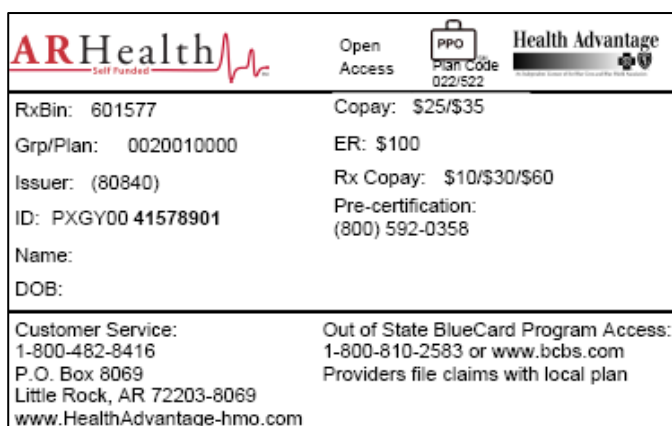 ARHealth
Self Funded
Open
Access
PPO
Plan Code
022/522
Health Advantage
RxBin: 601577
Grp/Plan: 0020010000
Issuer: (80840)
ID: PXGY00 41578901
Name:
DOB:
Copay: $25/$35
ER: $100
Rx Copay: $10/$30/$60
Pre-certification:
(800) 592-0358
Customer Service:
1-800-482-8416
P.O. Box 8069
Little Rock, AR 72203-8069
www.HealthAdvantage-hmo.com
Out of State BlueCard Program Access:
1-800-810-2583 or www.bcbs.com
Providers file claims with local plan